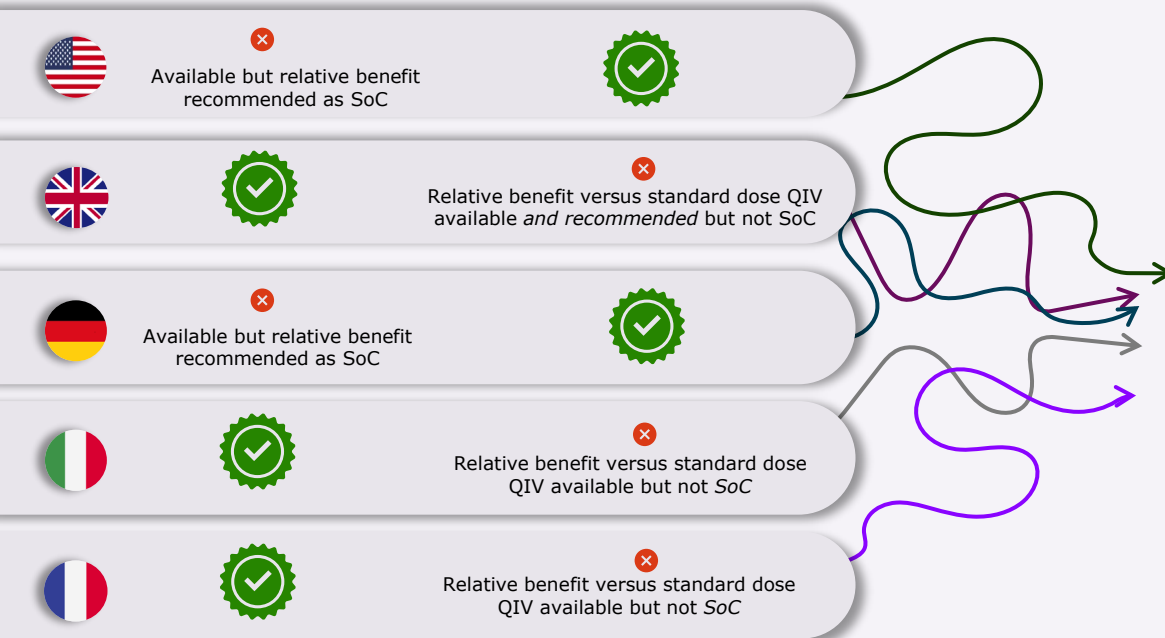 Available but relative benefit
recommended as SoC
Relative benefit versus standard dose QIV
available and recommended but not SoC
Available but relative benefit
recommended as SoC
Relative benefit versus standard dose
QIV available but not SoC
Relative benefit versus standard dose
QIV available but not SoC